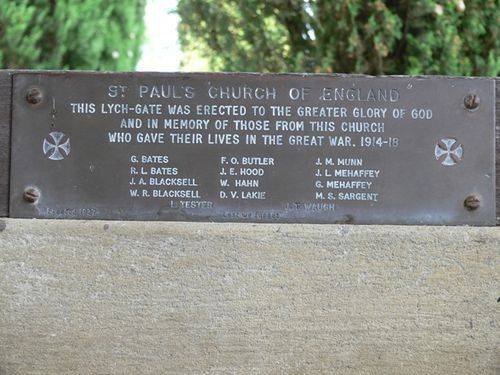 ST PAUL'S CHURCH OF ENGLAND
THIS LYCH-GATE WAS ERECTED TO THE GREATER GLORY OF GOD
AND IN MEMORY OF THOSE FROM THIS CHURCH
WHO GAVE THEIR LIVES IN THE GREAT WAR. 1914-18
G. BATES F. O. BUTLER J. M. MUNN
R. L. BATES J. E. HOOD J. L. MEHAFFEY
J. A. BLACKSELL W. HAHN G. MEHAFFEY
W. R. BLACKSELL D. V. LAKIE M. S. SARGENT
L. YESTER J. T. WAUGH